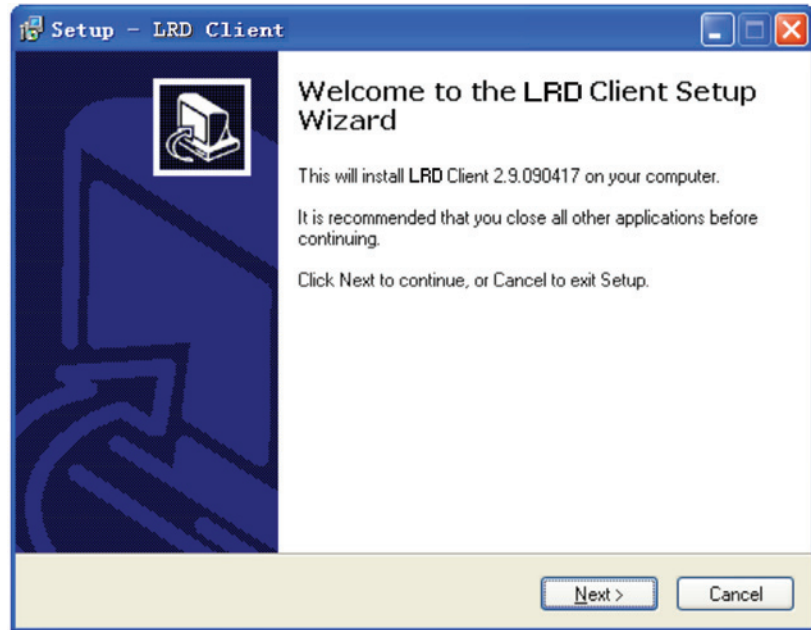 Setup - LRD Client
Welcome to the LRD Client Setup
Wizard
This will install LRD Client 2.9.090417 on your computer.
It is recommended that you close all other applications before
continuing.
Click Next to continue, or Cancel to exit Setup.
Next >
Cancel